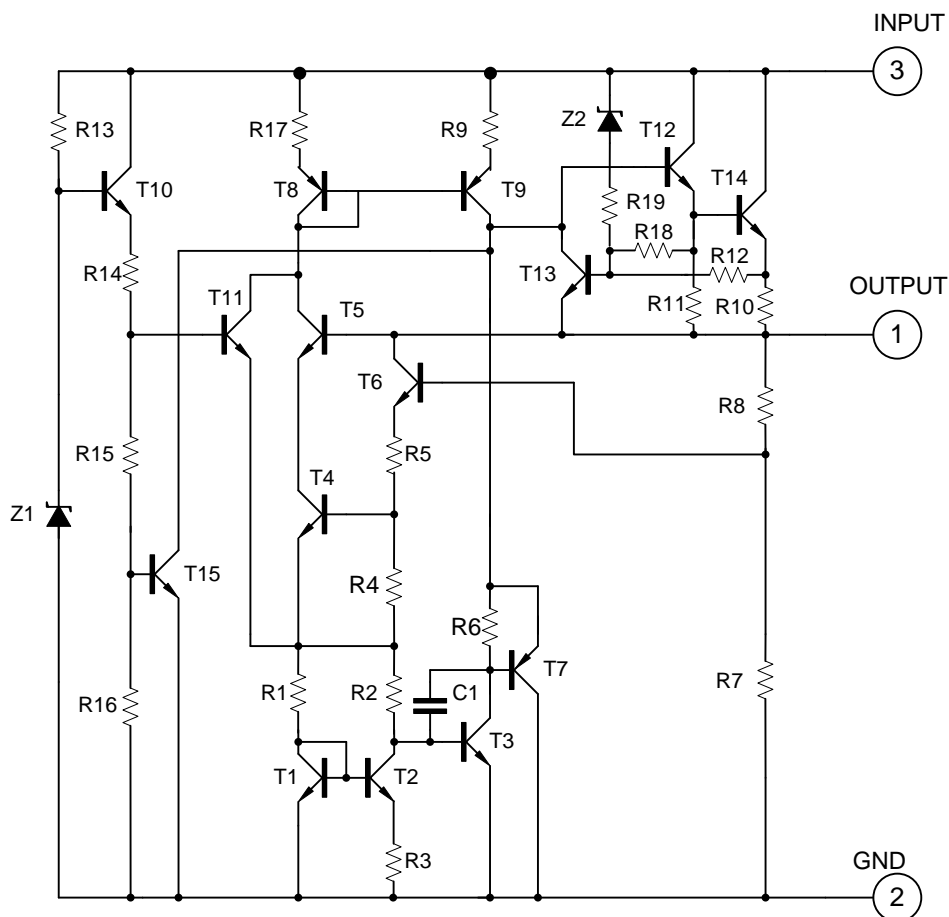 INPUT
3
R13
R17
R9
Z2
T12
T10
T8
T9
T14
R19
R18
R12
R14
T13
T11
T5
R11
R10
OUTPUT
1
T6
R8
R15
R5
T4
Z1
T15
R4
R6
T7
R16
R1
R2
C1
R7
T3
T1
T2
R3
GND
2